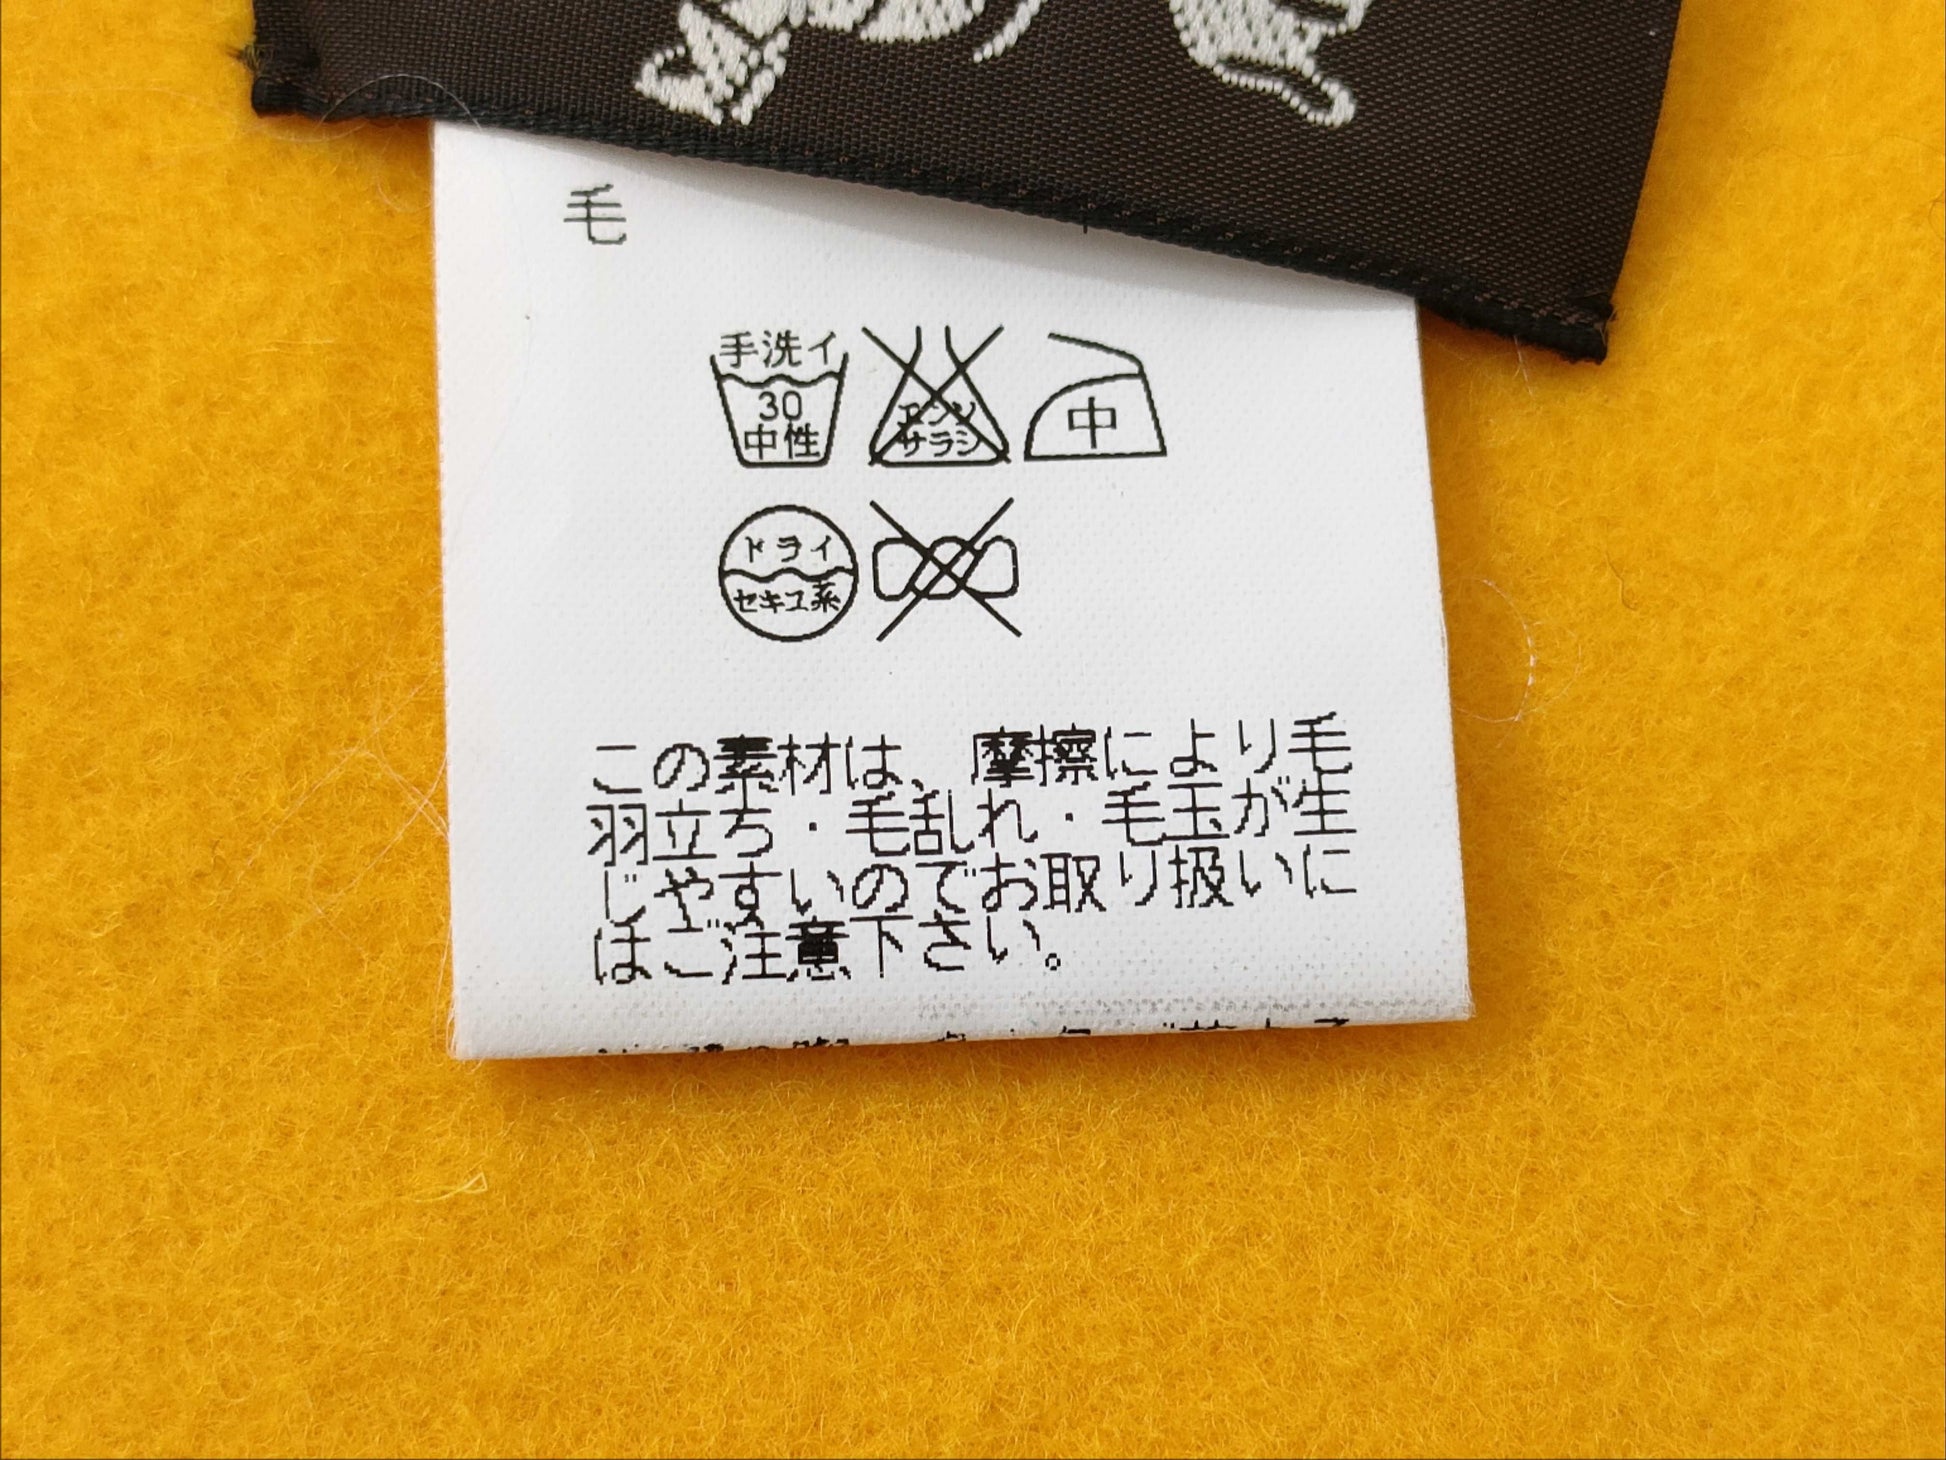 毛
手洗イ
30
中性
エンソ
サラシ
中
ドライ
セキユ系
この素材は、摩擦により毛
羽立ち・毛乱れ・毛玉が生
じやすいのでお取り扱いに
はご注意下さい。